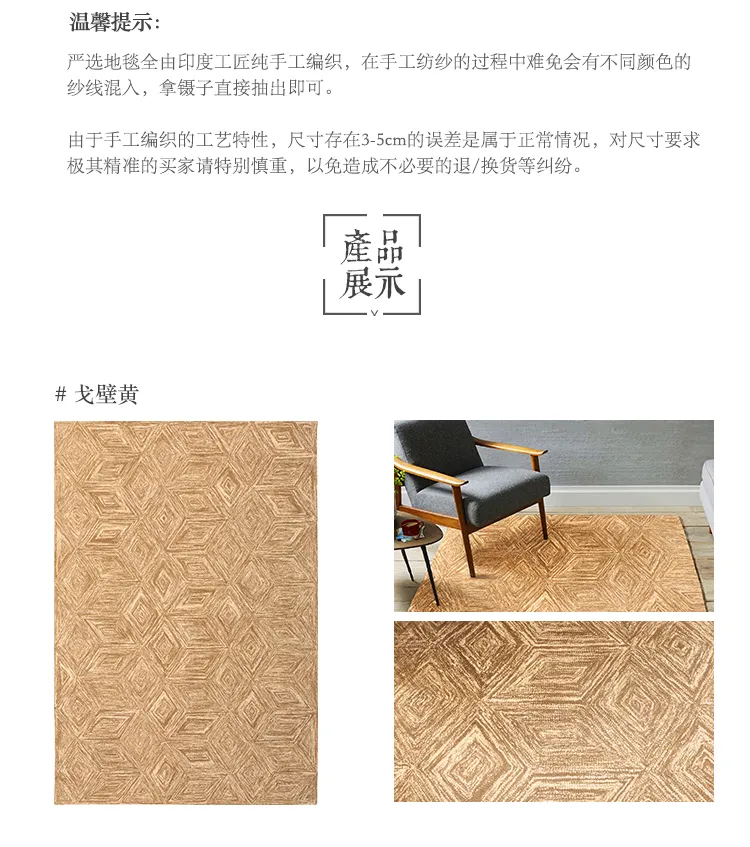 温馨提示：
严选地毯全由印度工匠纯手工编织，在手工纺纱的过程中难免会有不同颜色的
纱线混入，拿镊子直接抽出即可。
由于手工编织的工艺特性，尺寸存在3-5cm的误差是属于正常情况，对尺寸要求
极其精准的买家请特别慎重，以免造成不必要的退/换货等纠纷。
產品
展示
# 戈壁黄